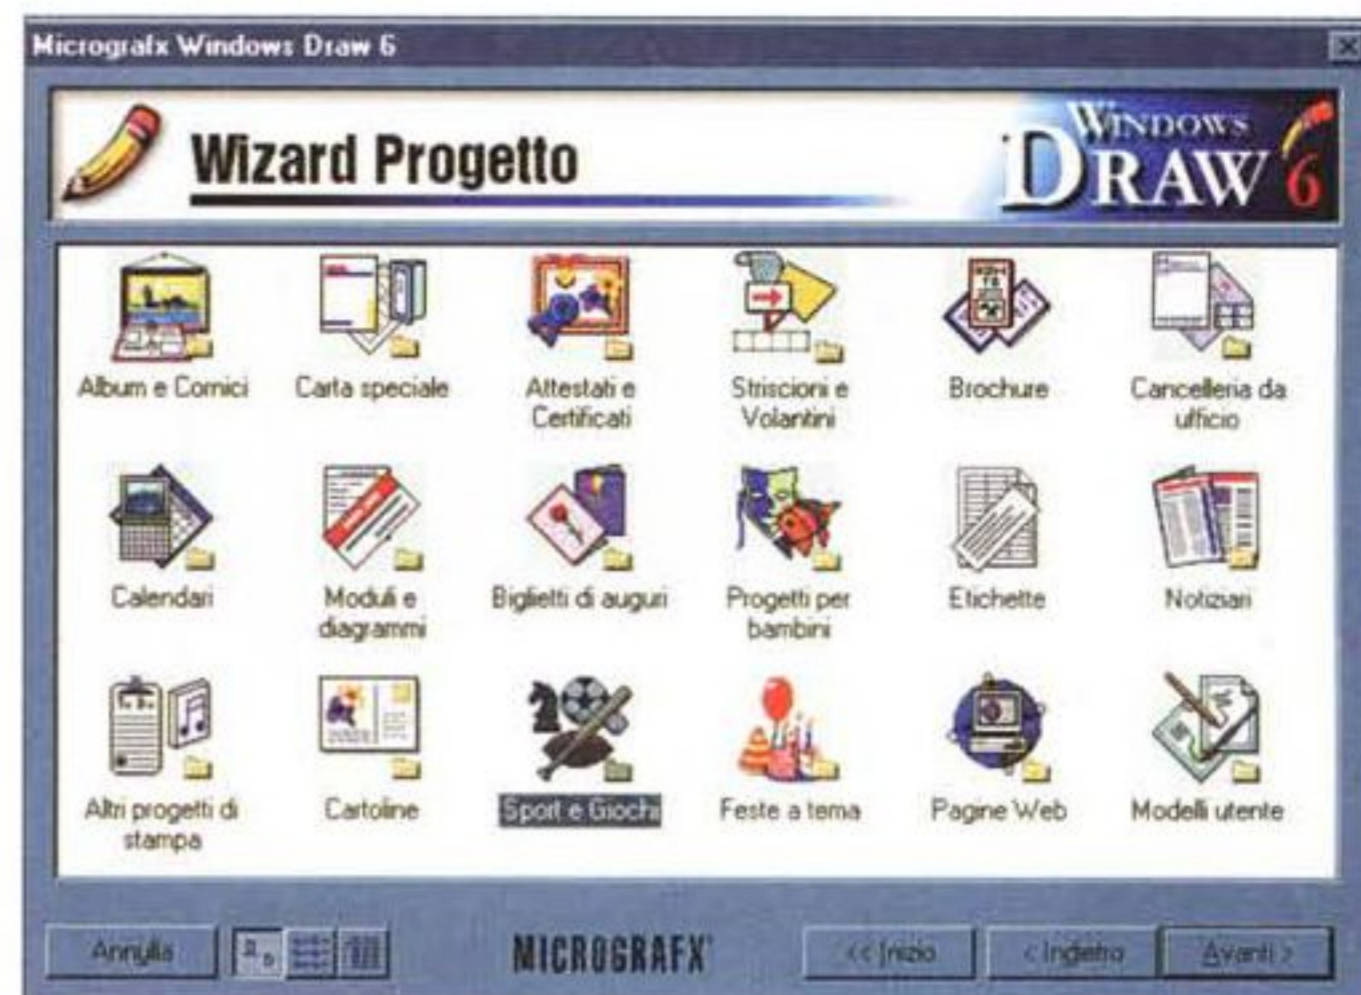 Micrografx Windows Draw 6
Wizard Progetto
WINDOWS
DRAW 6
Album e Cornici
Carta speciale
Attestati e
Certificati
Striscioni e
Volantini
Brochure
Cancelleria da
ufficio
Calendari
Moduli e
diagrammi
Biglietti di auguri
Progetti per
bambini
Etichette
Notiziari
Altri progetti di
stampa
Cartoline
Sport e Giochi
Feste a tema
Pagine Web
Modelli utente
Annulla
MICROGRAFX
<< Inizio
< Indietro
Avanti >